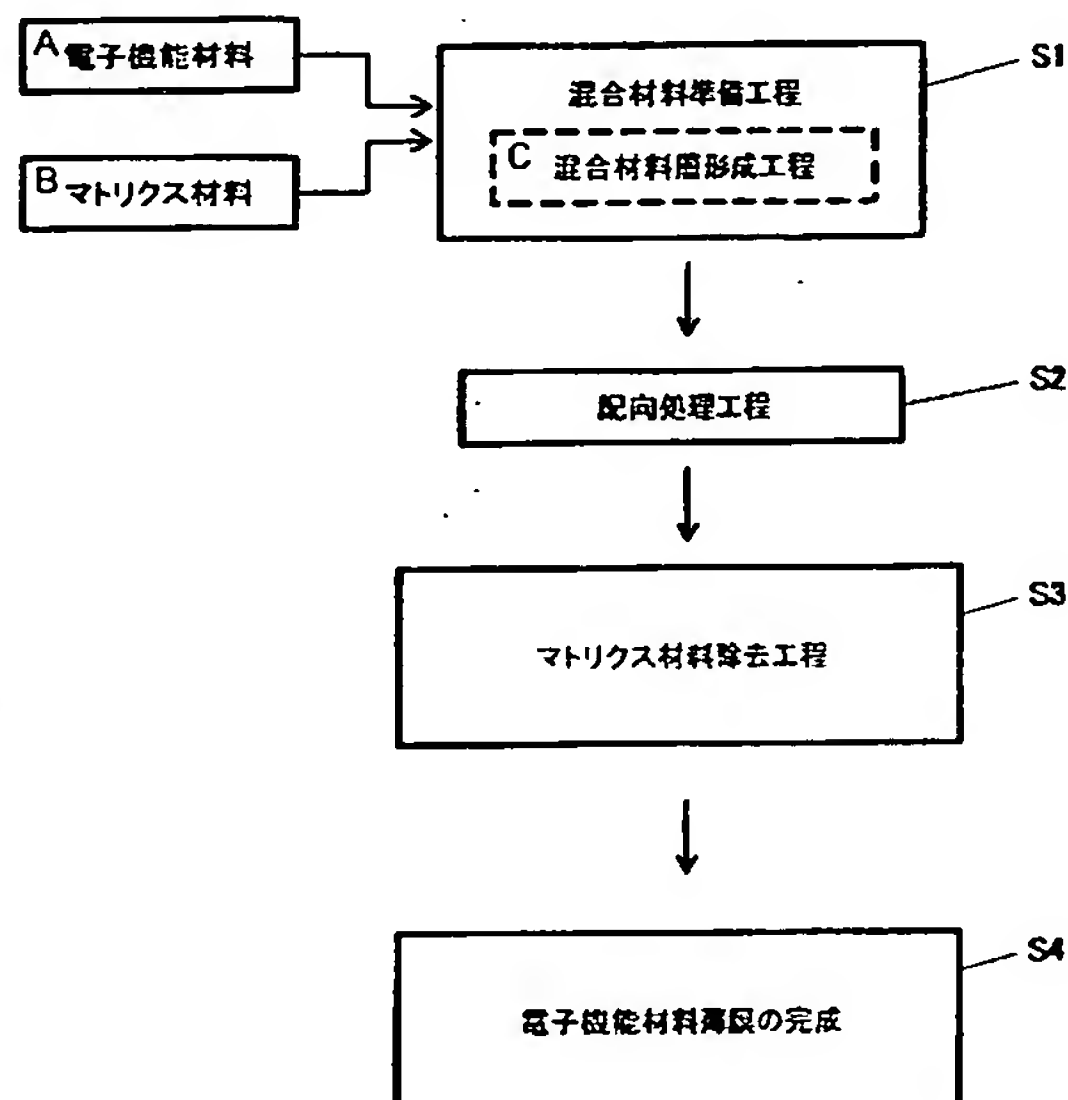 A 電子機能材料
B マトリクス材料
混合材料準備工程
C 混合材料層形成工程
S1
配向処理工程
S2
マトリクス材料除去工程
S3
電子機能材料薄膜の完成
S4